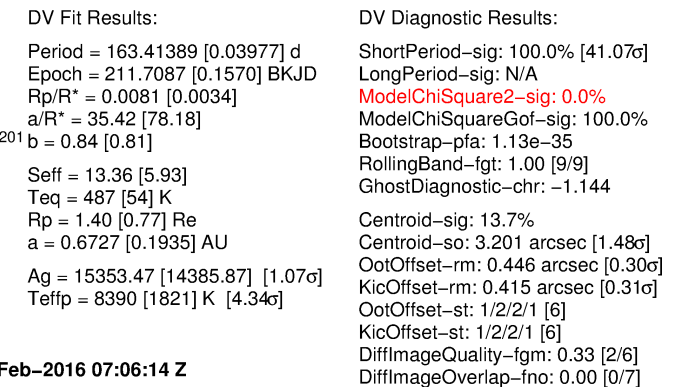 DV Fit Results:
Period = 163.41389 [0.03977] d
Epoch = 211.7087 [0.1570] BKJD
Rp/R* = 0.0081 [0.0034]
a/R* = 35.42 [78.18]
201
b = 0.84 [0.81]
Seff = 13.36 [5.93]
Teq = 487 [54] K
Rp = 1.40 [0.77] Re
a = 0.6727 [0.1935] AU
Ag = 15353.47 [14385.87] [1.07σ]
Teffp = 8390 [1821] K [4.34σ]
Feb−2016 07:06:14 Z
DV Diagnostic Results:
ShortPeriod−sig: 100.0% [41.07σ]
LongPeriod−sig: N/A
ModelChiSquare2−sig: 0.0%
ModelChiSquareGof−sig: 100.0%
Bootstrap−pfa: 1.13e−35
RollingBand−fgt: 1.00 [9/9]
GhostDiagnostic−chr: −1.144
Centroid−sig: 13.7%
Centroid−so: 3.201 arcsec [1.48σ]
OotOffset−rm: 0.446 arcsec [0.30σ]
KicOffset−rm: 0.415 arcsec [0.31σ]
OotOffset−st: 1/2/2/1 [6]
KicOffset−st: 1/2/2/1 [6]
DiffImageQuality−fgm: 0.33 [2/6]
DiffImageOverlap−fno: 0.00 [0/7]